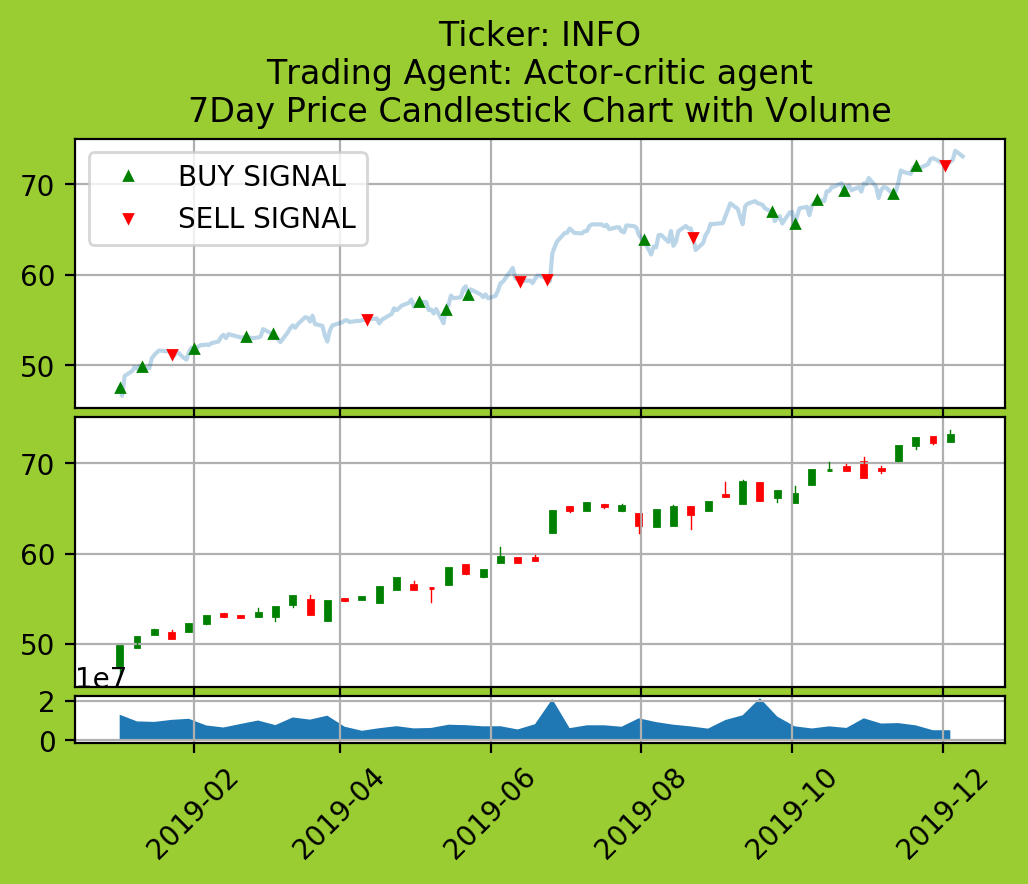 Ticker: INFO
Trading Agent: Actor-critic agent
7Day Price Candlestick Chart with Volume
BUY SIGNAL
SELL SIGNAL
70
60
50
70
60
50
1e7
2
0
2019-02
2019-04
2019-06
2019-08
2019-10
2019-12